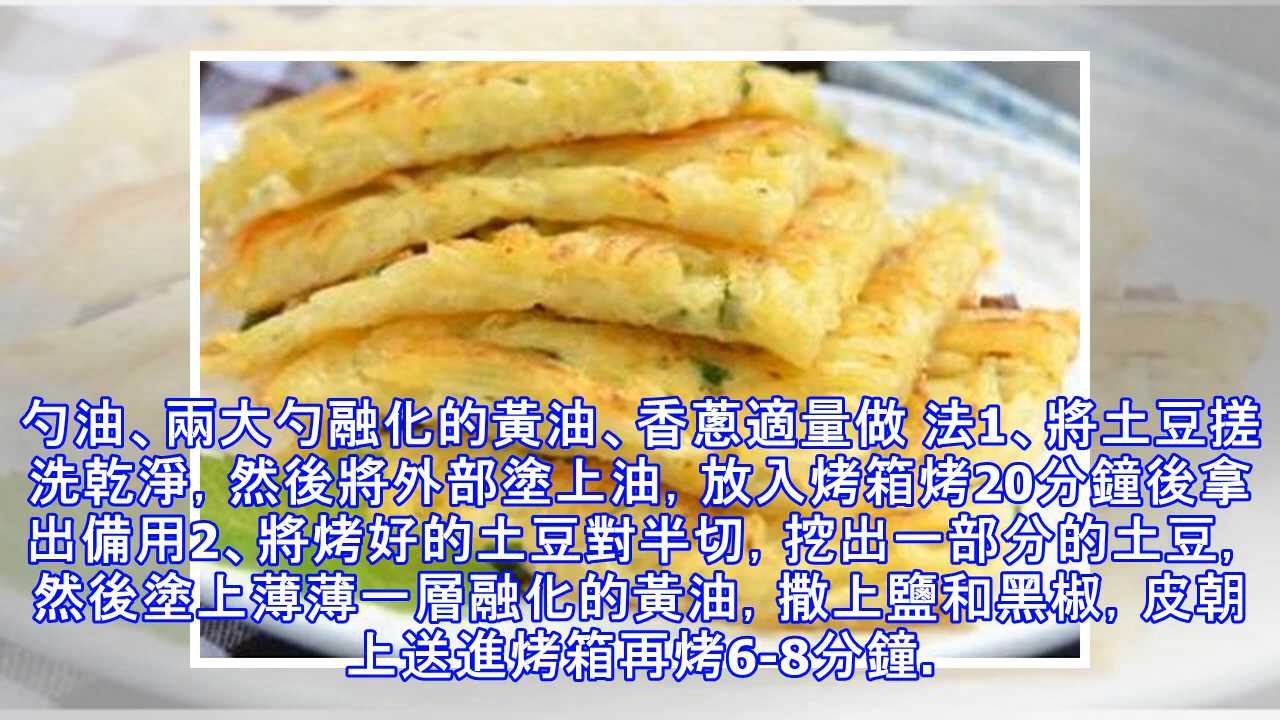 勺油、兩大勺融化的黃油、香蔥適量做 法1、將土豆搓
洗乾淨, 然後將外部塗上油, 放入烤箱烤20分鐘後拿
出備用2、將烤好的土豆對半切, 挖出一部分的土豆,
然後塗上薄薄一層融化的黃油, 撒上鹽和黑椒, 皮朝
上送進烤箱再烤6-8分鐘.